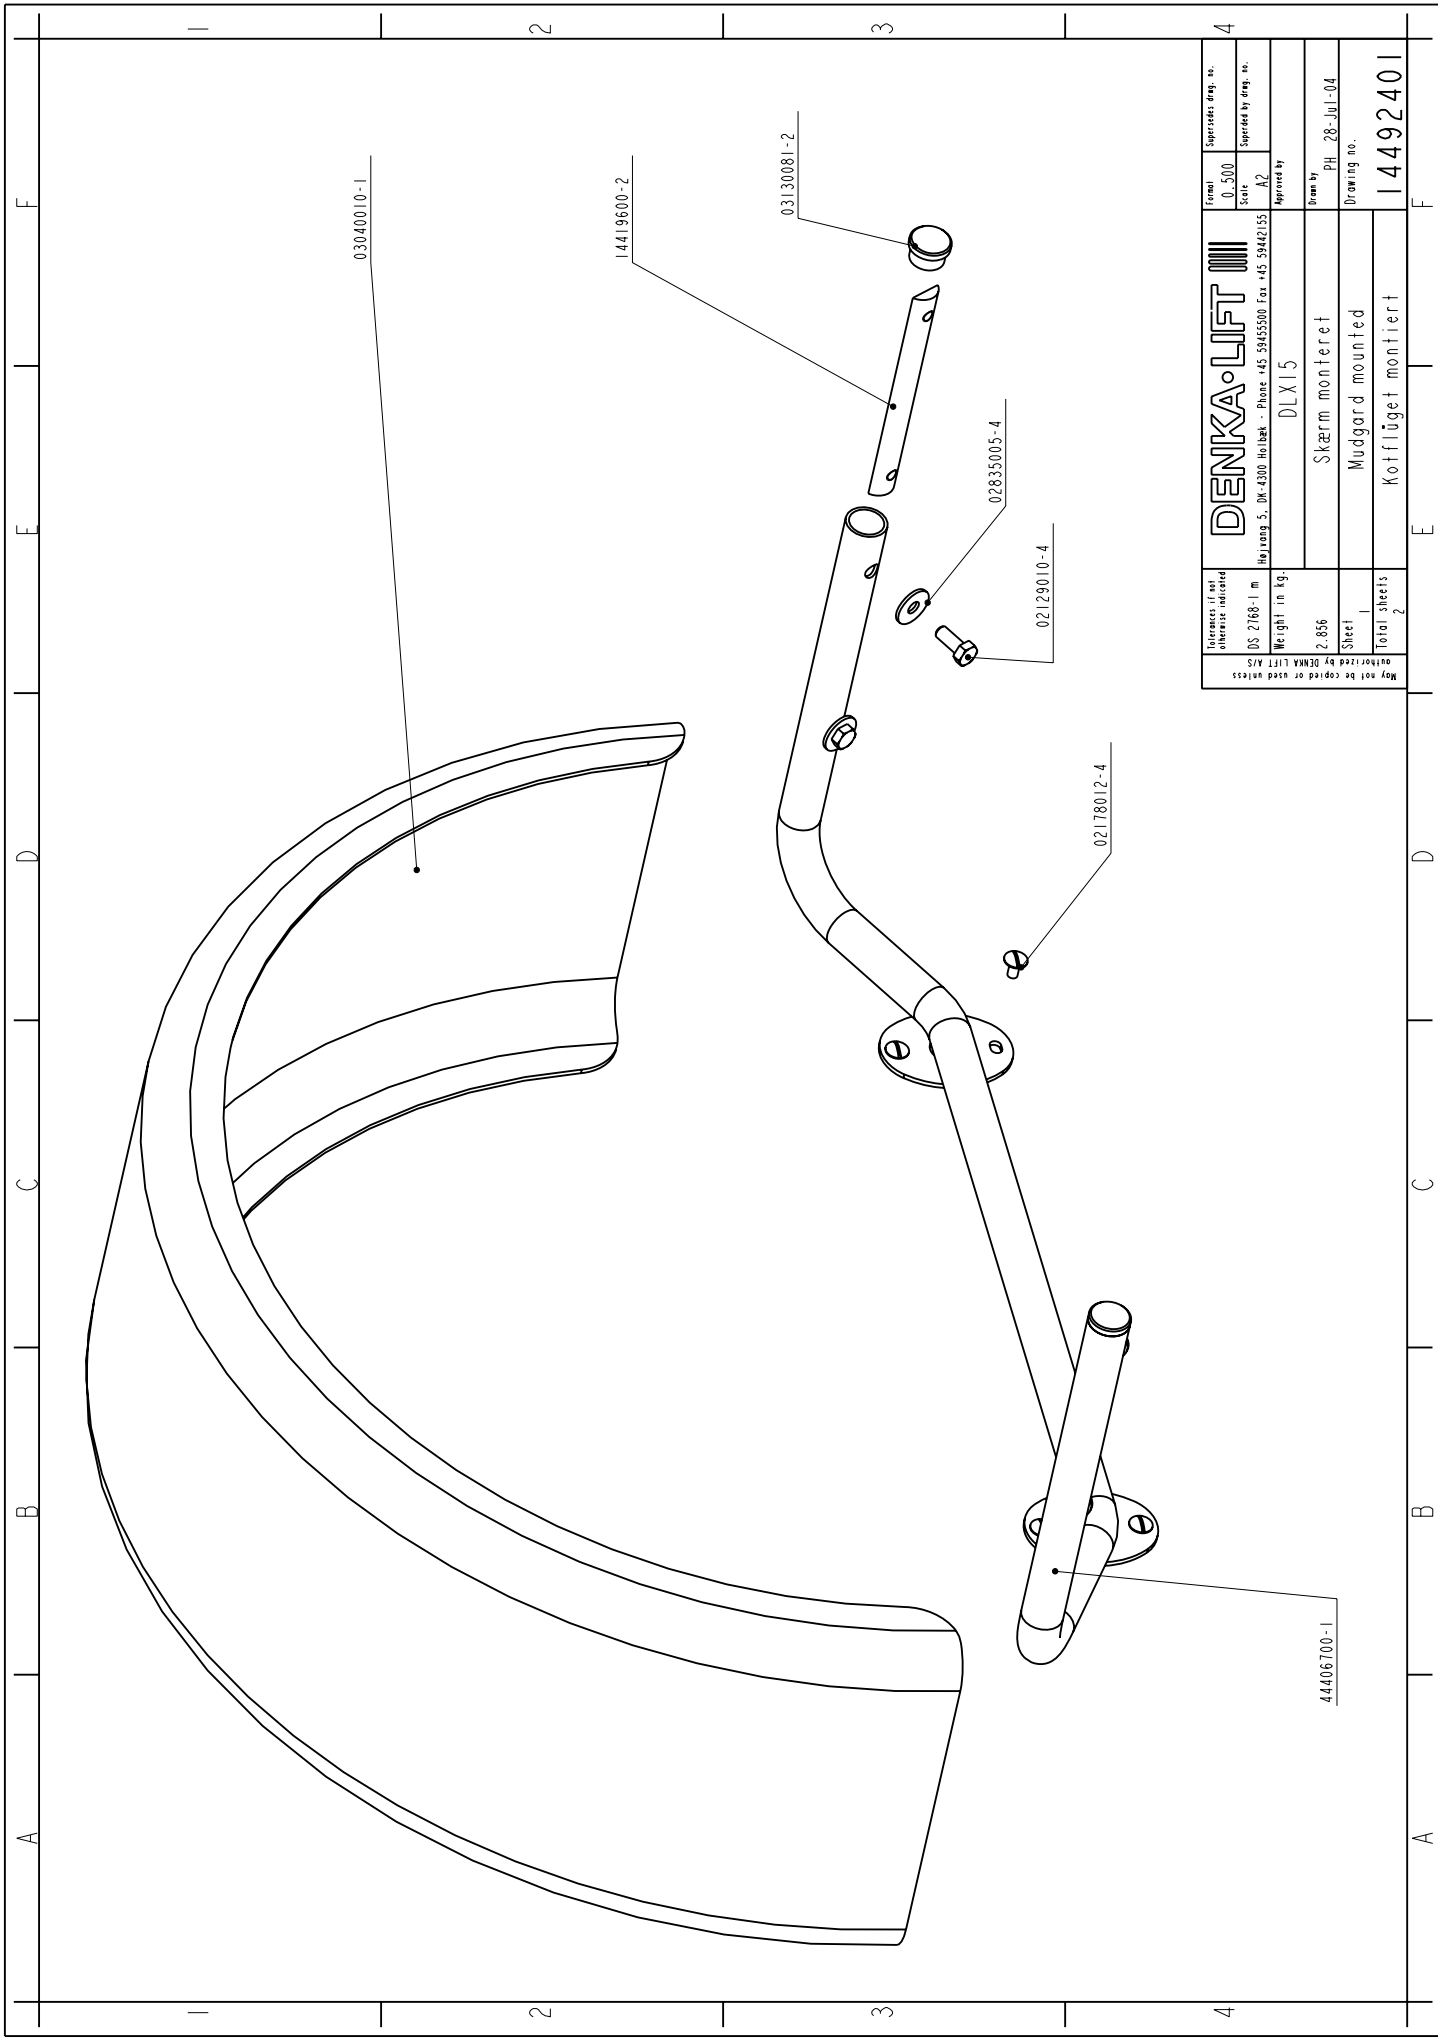 A
B
C
D
E
F
1
2
3
4
03040010-1
14419600-2
03130081-2
02835005-4
02129010-4
02178012-4
44406700-1
May not be copied or used unless
authorized by DENKA LIFT A/S
Tolerances if not
otherwise indicated
DS 2768-1 m
Weight in kg.
2.856
Sheet
1
Total sheets
2
DENKA•LIFT
Højvang 5, DK-4300 Holbæk - Phone +45 59455500 Fax +45 59442155
DLX15
Skærm monteret
Mudgard mounted
Kotflüget montiert
Format
0.500
Supersedes drwg. no.
Scale
A2
Superded by drwg. no.
Approved by
Drawn by
PH 28-Jul-04
Drawing no.
14492401
1
2
3
4
A
B
C
D
E
F